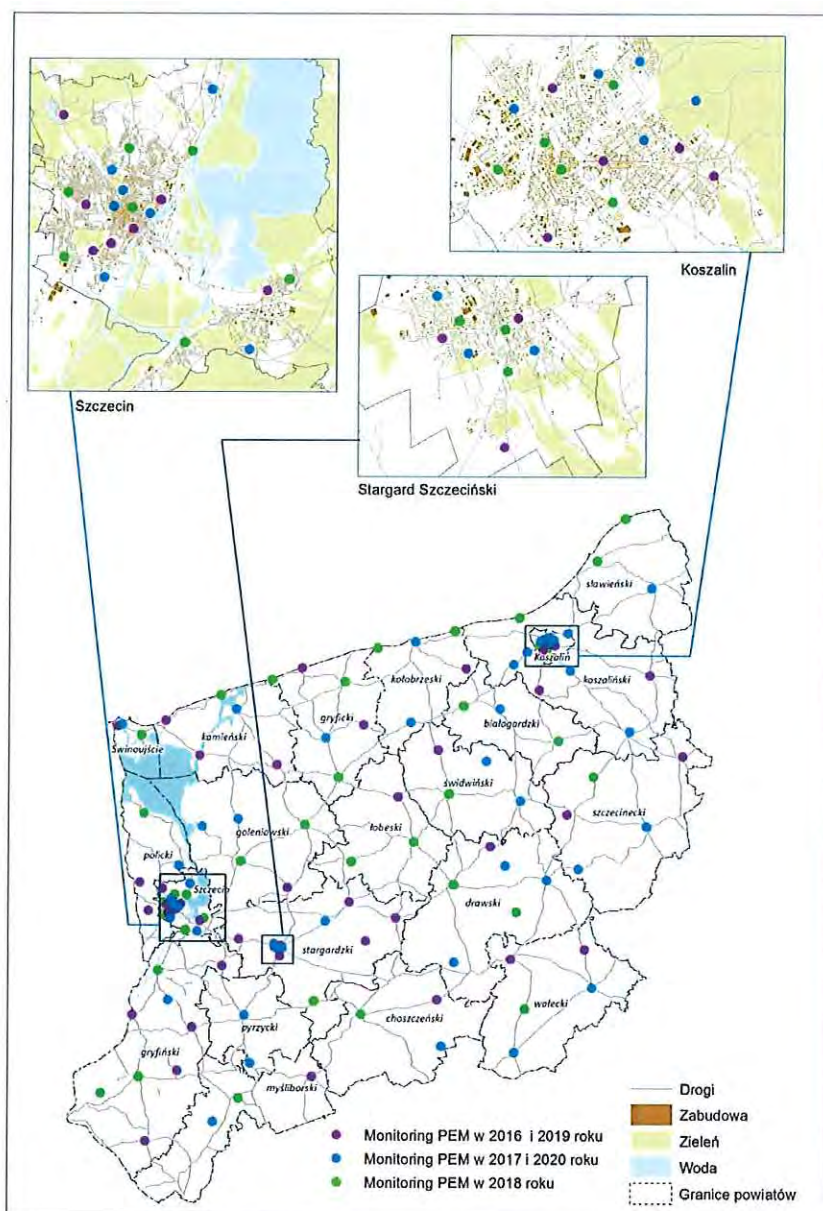 Szczecin
Koszalin
Stargard Szczeciński
sławieński
Koszalin
kołobrzeski
koszaliński
gryficki
białogardzki
kamieński
Świnoujście
świdwiński
szczecinecki
goleniowski
łobeski
policki
Szczecin
drawski
stargardzki
wałecki
choszczeński
pyrzycki
gryfiński
myśliborski
Drogi
Zabudowa
Zieleń
Woda
Granice powiatów
Monitoring PEM w 2016 i 2019 roku
Monitoring PEM w 2017 i 2020 roku
Monitoring PEM w 2018 roku